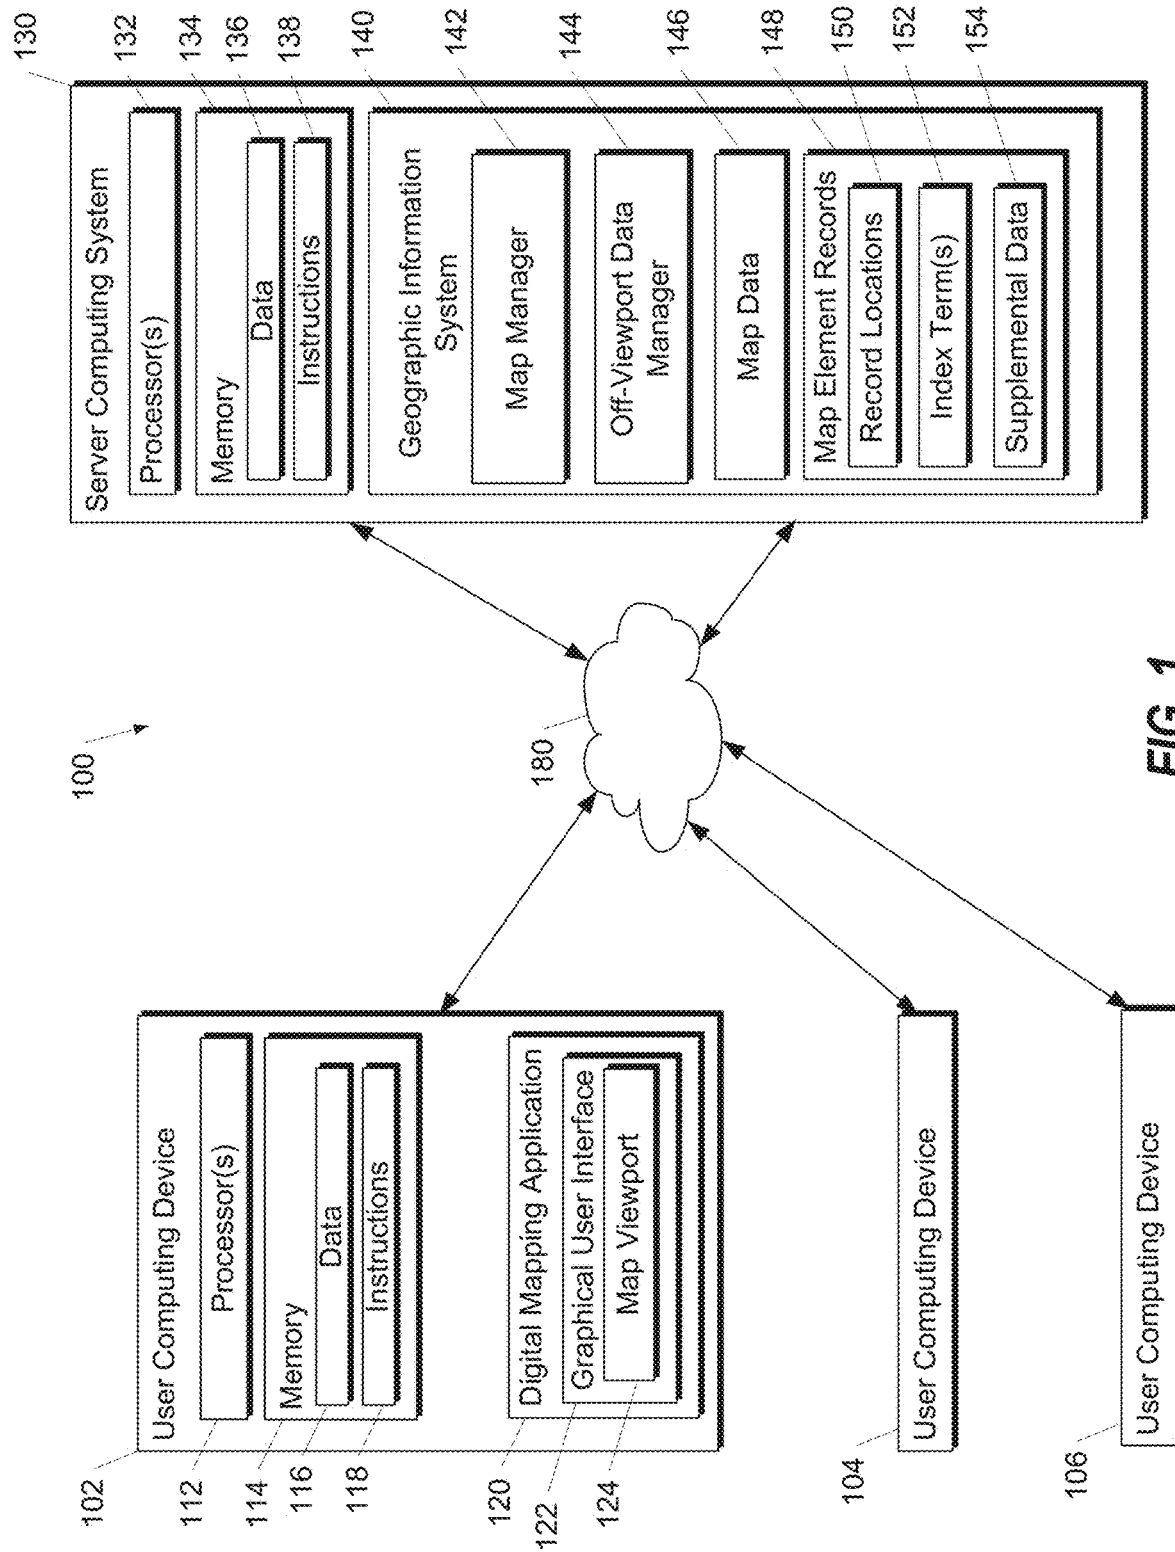 100
102
User Computing Device
112
Processor(s)
114
Memory
116
Data
118
Instructions
120
Digital Mapping Application
122
Graphical User Interface
124
Map Viewport
104
User Computing Device
106
User Computing Device
180
130
Server Computing System
132
Processor(s)
134
Memory
136
Data
138
Instructions
140
Geographic Information
System
142
Map Manager
144
Off-Viewport Data
Manager
146
Map Data
148
Map Element Records
150
Record Locations
152
Index Term(s)
154
Supplemental Data
FIG. 1